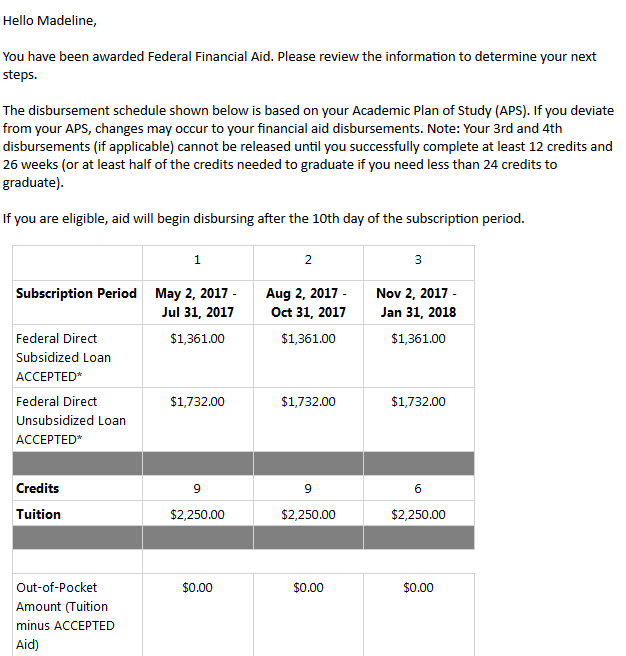 Hello Madeline,
You have been awarded Federal Financial Aid. Please review the information to determine your next
steps.
The disbursement schedule shown below is based on your Academic Plan of Study (APS). If you deviate
from your APS, changes may occur to your financial aid disbursements. Note: Your 3rd and 4th
disbursements (if applicable) cannot be released until you successfully complete at least 12 credits and
26 weeks (or at least half of the credits needed to graduate if you need less than 24 credits to
graduate).
If you are eligible, aid will begin disbursing after the 10th day of the subscription period.
1 2 3
Subscription Period May 2, 2017 - Aug 2, 2017 - Nov 2, 2017 -
Jul 31, 2017 Oct 31, 2017 Jan 31, 2018
Federal Direct $1,361.00 $1,361.00 $1,361.00
Subsidized Loan
ACCEPTED*
Federal Direct $1,732.00 $1,732.00 $1,732.00
Unsubsidized Loan
ACCEPTED*
Credits 9 9 6
Tuition $2,250.00 $2,250.00 $2,250.00
Out-of-Pocket $0.00 $0.00 $0.00
Amount (Tuition
minus ACCEPTED
Aid)